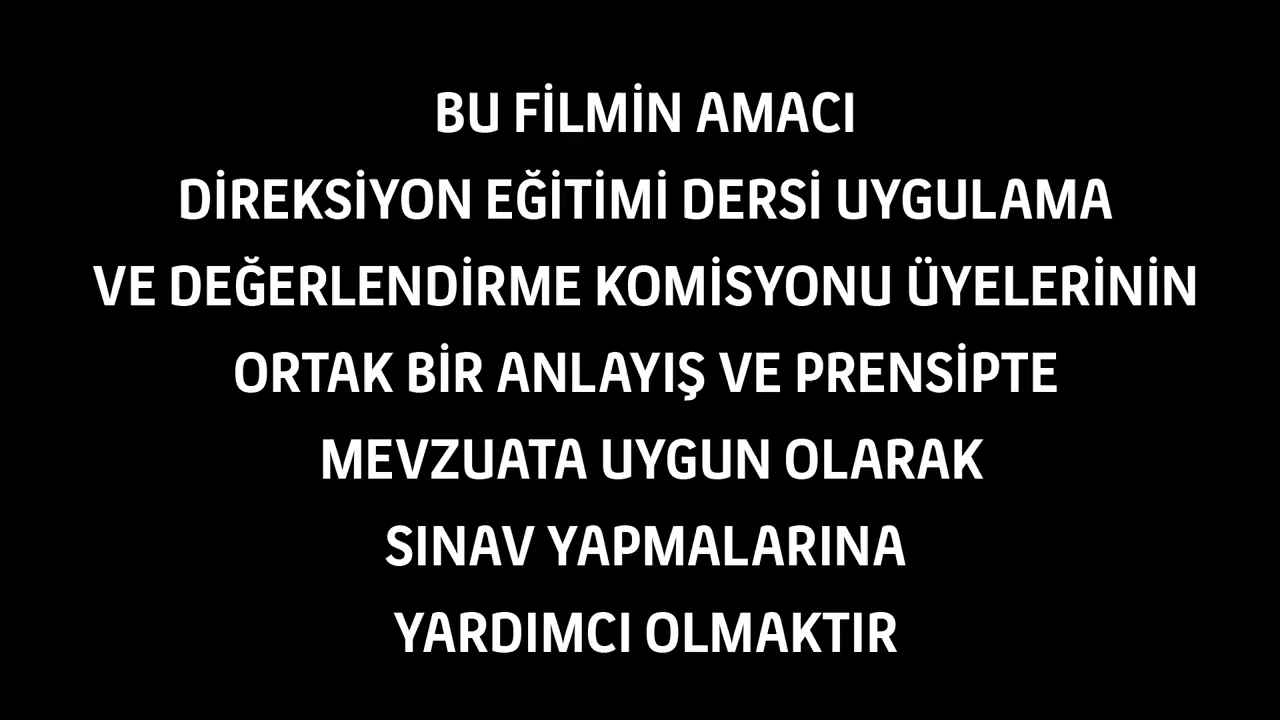 BU FİLMİN AMACI
DİREKSİYON EĞİTİMİ DERSİ UYGULAMA
VE DEĞERLENDİRME KOMİSYONU ÜYELERİNİN
ORTAK BİR ANLAYIŞ VE PRENSİPTE
MEVZUATA UYGUN OLARAK
SINAV YAPMALARINA
YARDIMCI OLMAKTIR